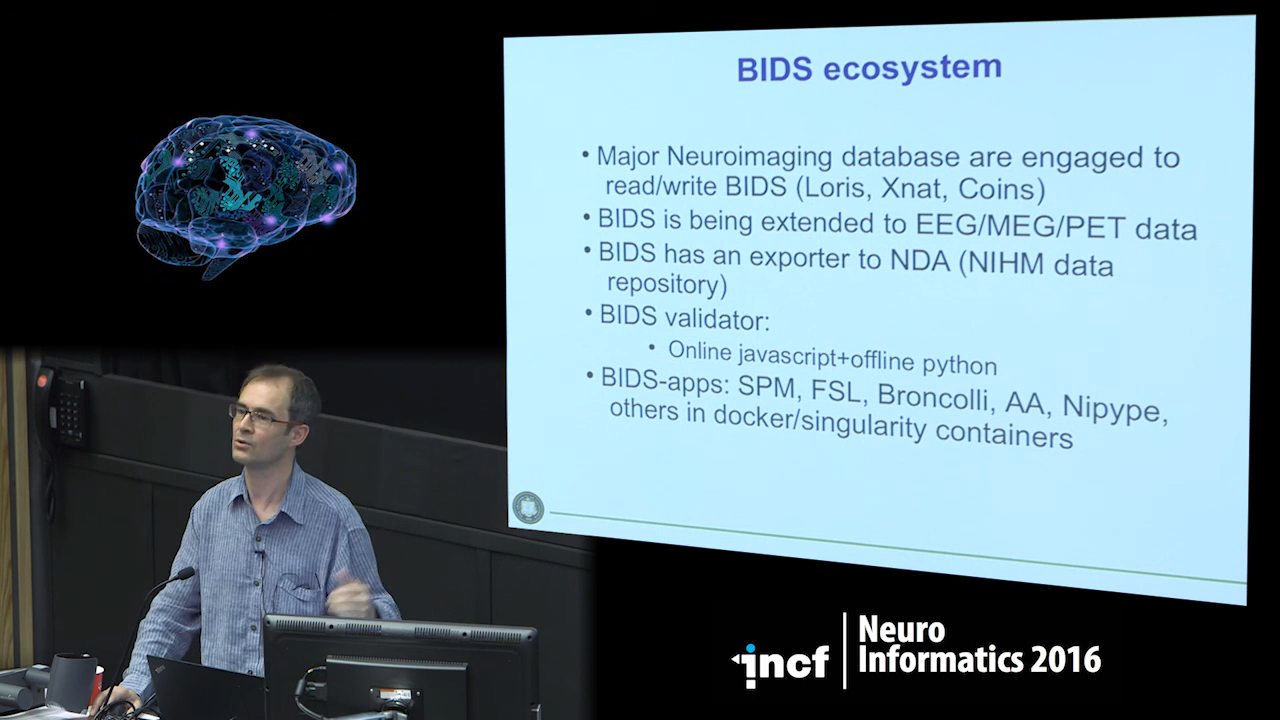 BIDS ecosystem
• Major Neuroimaging database are engaged to
read/write BIDS (Loris, Xnat, Coins)
• BIDS is being extended to EEG/MEG/PET data
• BIDS has an exporter to NDA (NIHM data
repository)
• BIDS validator:
• Online javascript+offline python
• BIDS-apps: SPM, FSL, Broncolli, AA, Nipype,
others in docker/singularity containers
incf
Neuro
Informatics 2016